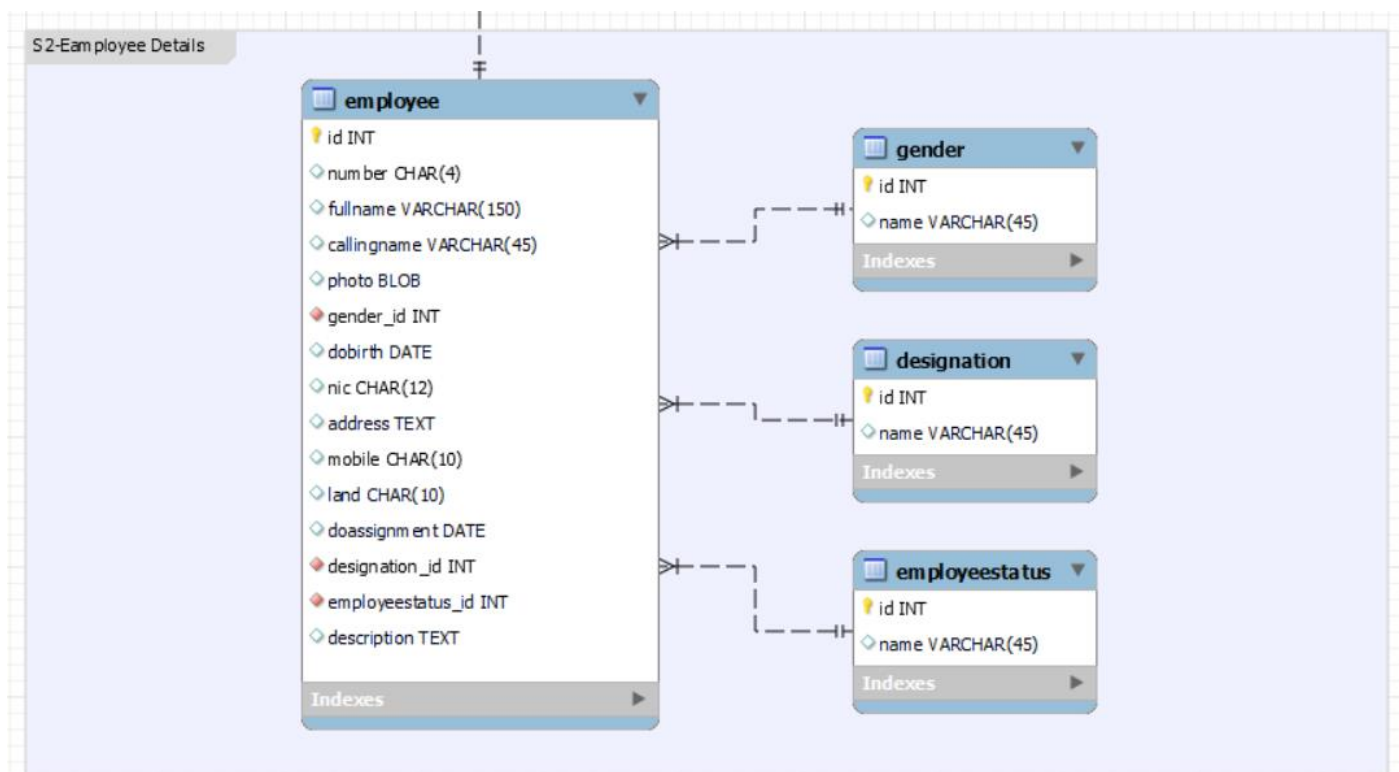 S2-Eamployee Details
employee
id INT
number CHAR(4)
fullname VARCHAR(150)
callingname VARCHAR(45)
photo BLOB
gender_id INT
dobirth DATE
nic CHAR(12)
address TEXT
mobile CHAR(10)
land CHAR(10)
doassignment DATE
designation_id INT
employeestatus_id INT
description TEXT
Indexes
gender
id INT
name VARCHAR(45)
Indexes
designation
id INT
name VARCHAR(45)
Indexes
employeestatus
id INT
name VARCHAR(45)
Indexes